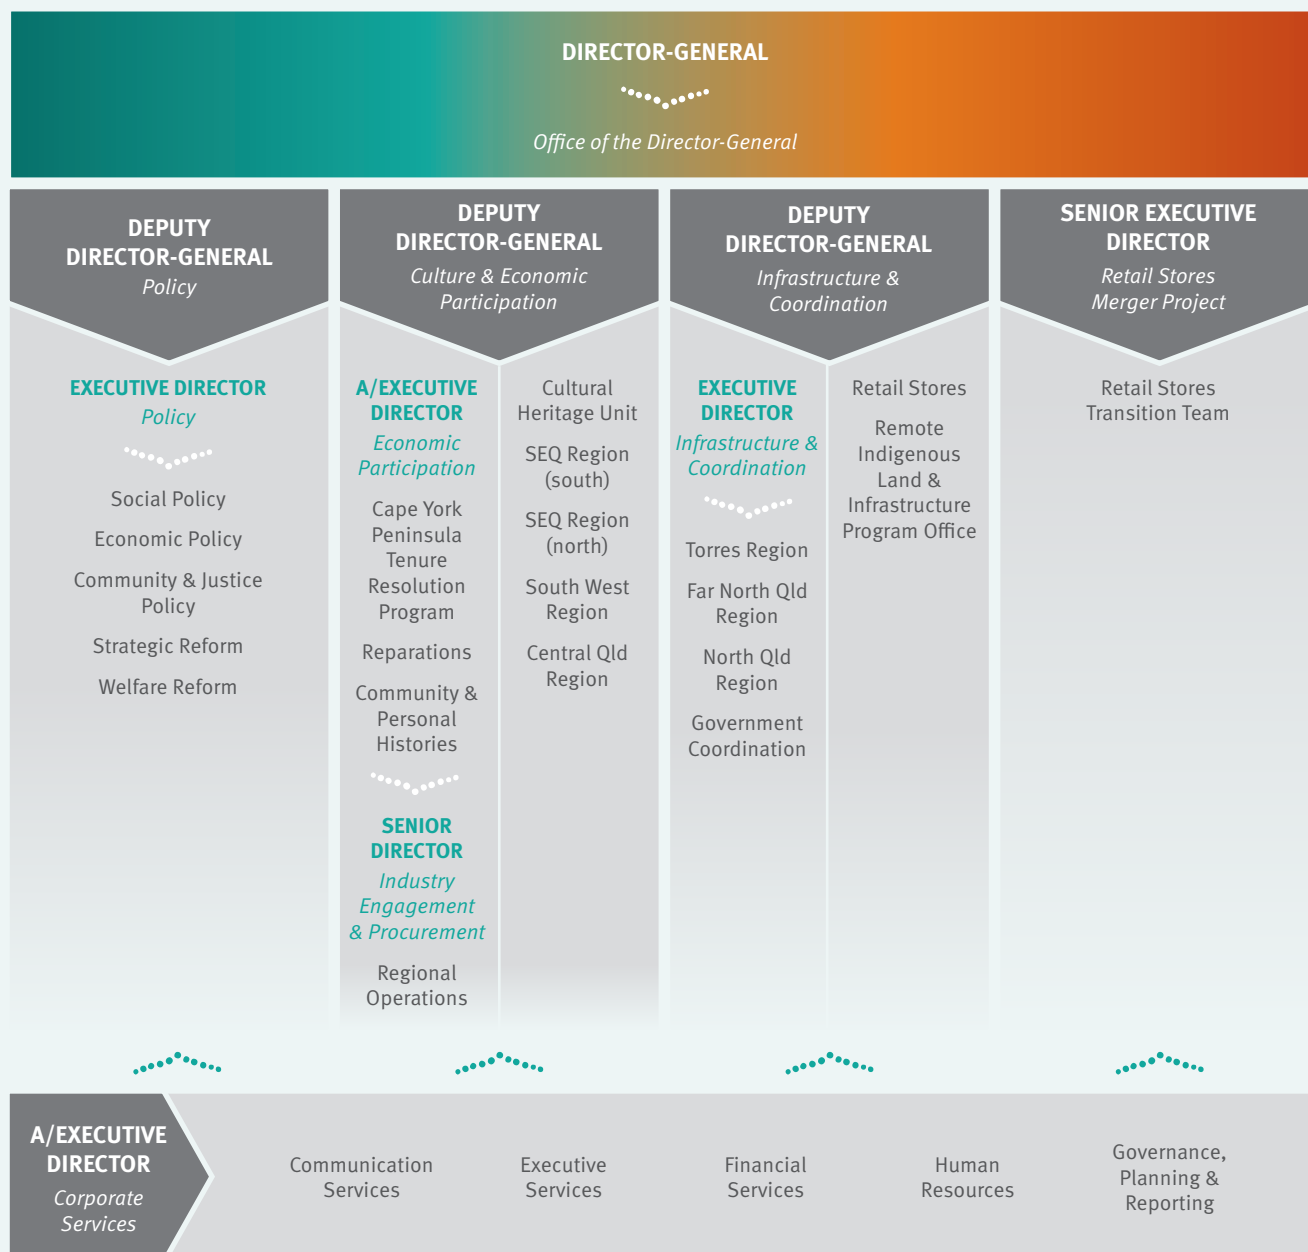 DIRECTOR-GENERAL
Office of the Director-General
DEPUTY
DIRECTOR-GENERAL
Policy
EXECUTIVE DIRECTOR
Policy
Social Policy
Economic Policy
Community & Justice
Policy
Strategic Reform
Welfare Reform
DEPUTY
DIRECTOR-GENERAL
Culture & Economic
Participation
A/EXECUTIVE
DIRECTOR
Economic
Participation
Cape York
Peninsula
Tenure
Resolution
Program
Reparations
Community &
Personal
Histories
SENIOR
DIRECTOR
Industry
Engagement
& Procurement
Regional
Operations
Cultural
Heritage Unit
SEQ Region
(south)
SEQ Region
(north)
South West
Region
Central Qld
Region
DEPUTY
DIRECTOR-GENERAL
Infrastructure &
Coordination
EXECUTIVE
DIRECTOR
Infrastructure &
Coordination
Torres Region
Far North Qld
Region
North Qld
Region
Government
Coordination
Retail Stores
Remote
Indigenous
Land &
Infrastructure
Program Office
SENIOR EXECUTIVE
DIRECTOR
Retail Stores
Merger Project
Retail Stores
Transition Team
A/EXECUTIVE
DIRECTOR
Corporate
Services
Communication
Services
Executive
Services
Financial
Services
Human
Resources
Governance,
Planning &
Reporting